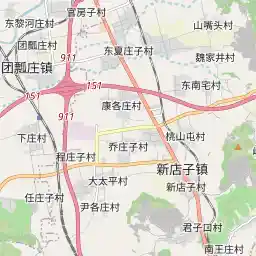 东黎河庄村
官房子村
山嘴头村
团瓢庄村
东夏庄子村
魏家井村
团瓢庄镇
151
151
东南宅村
151
康各庄村
911
911
下庄村
桃山屯村
乔庄子村
程庄子村
新店子镇
大太平村
新店子村
任庄子村
尹各庄村
911
君子口村
南王庄村